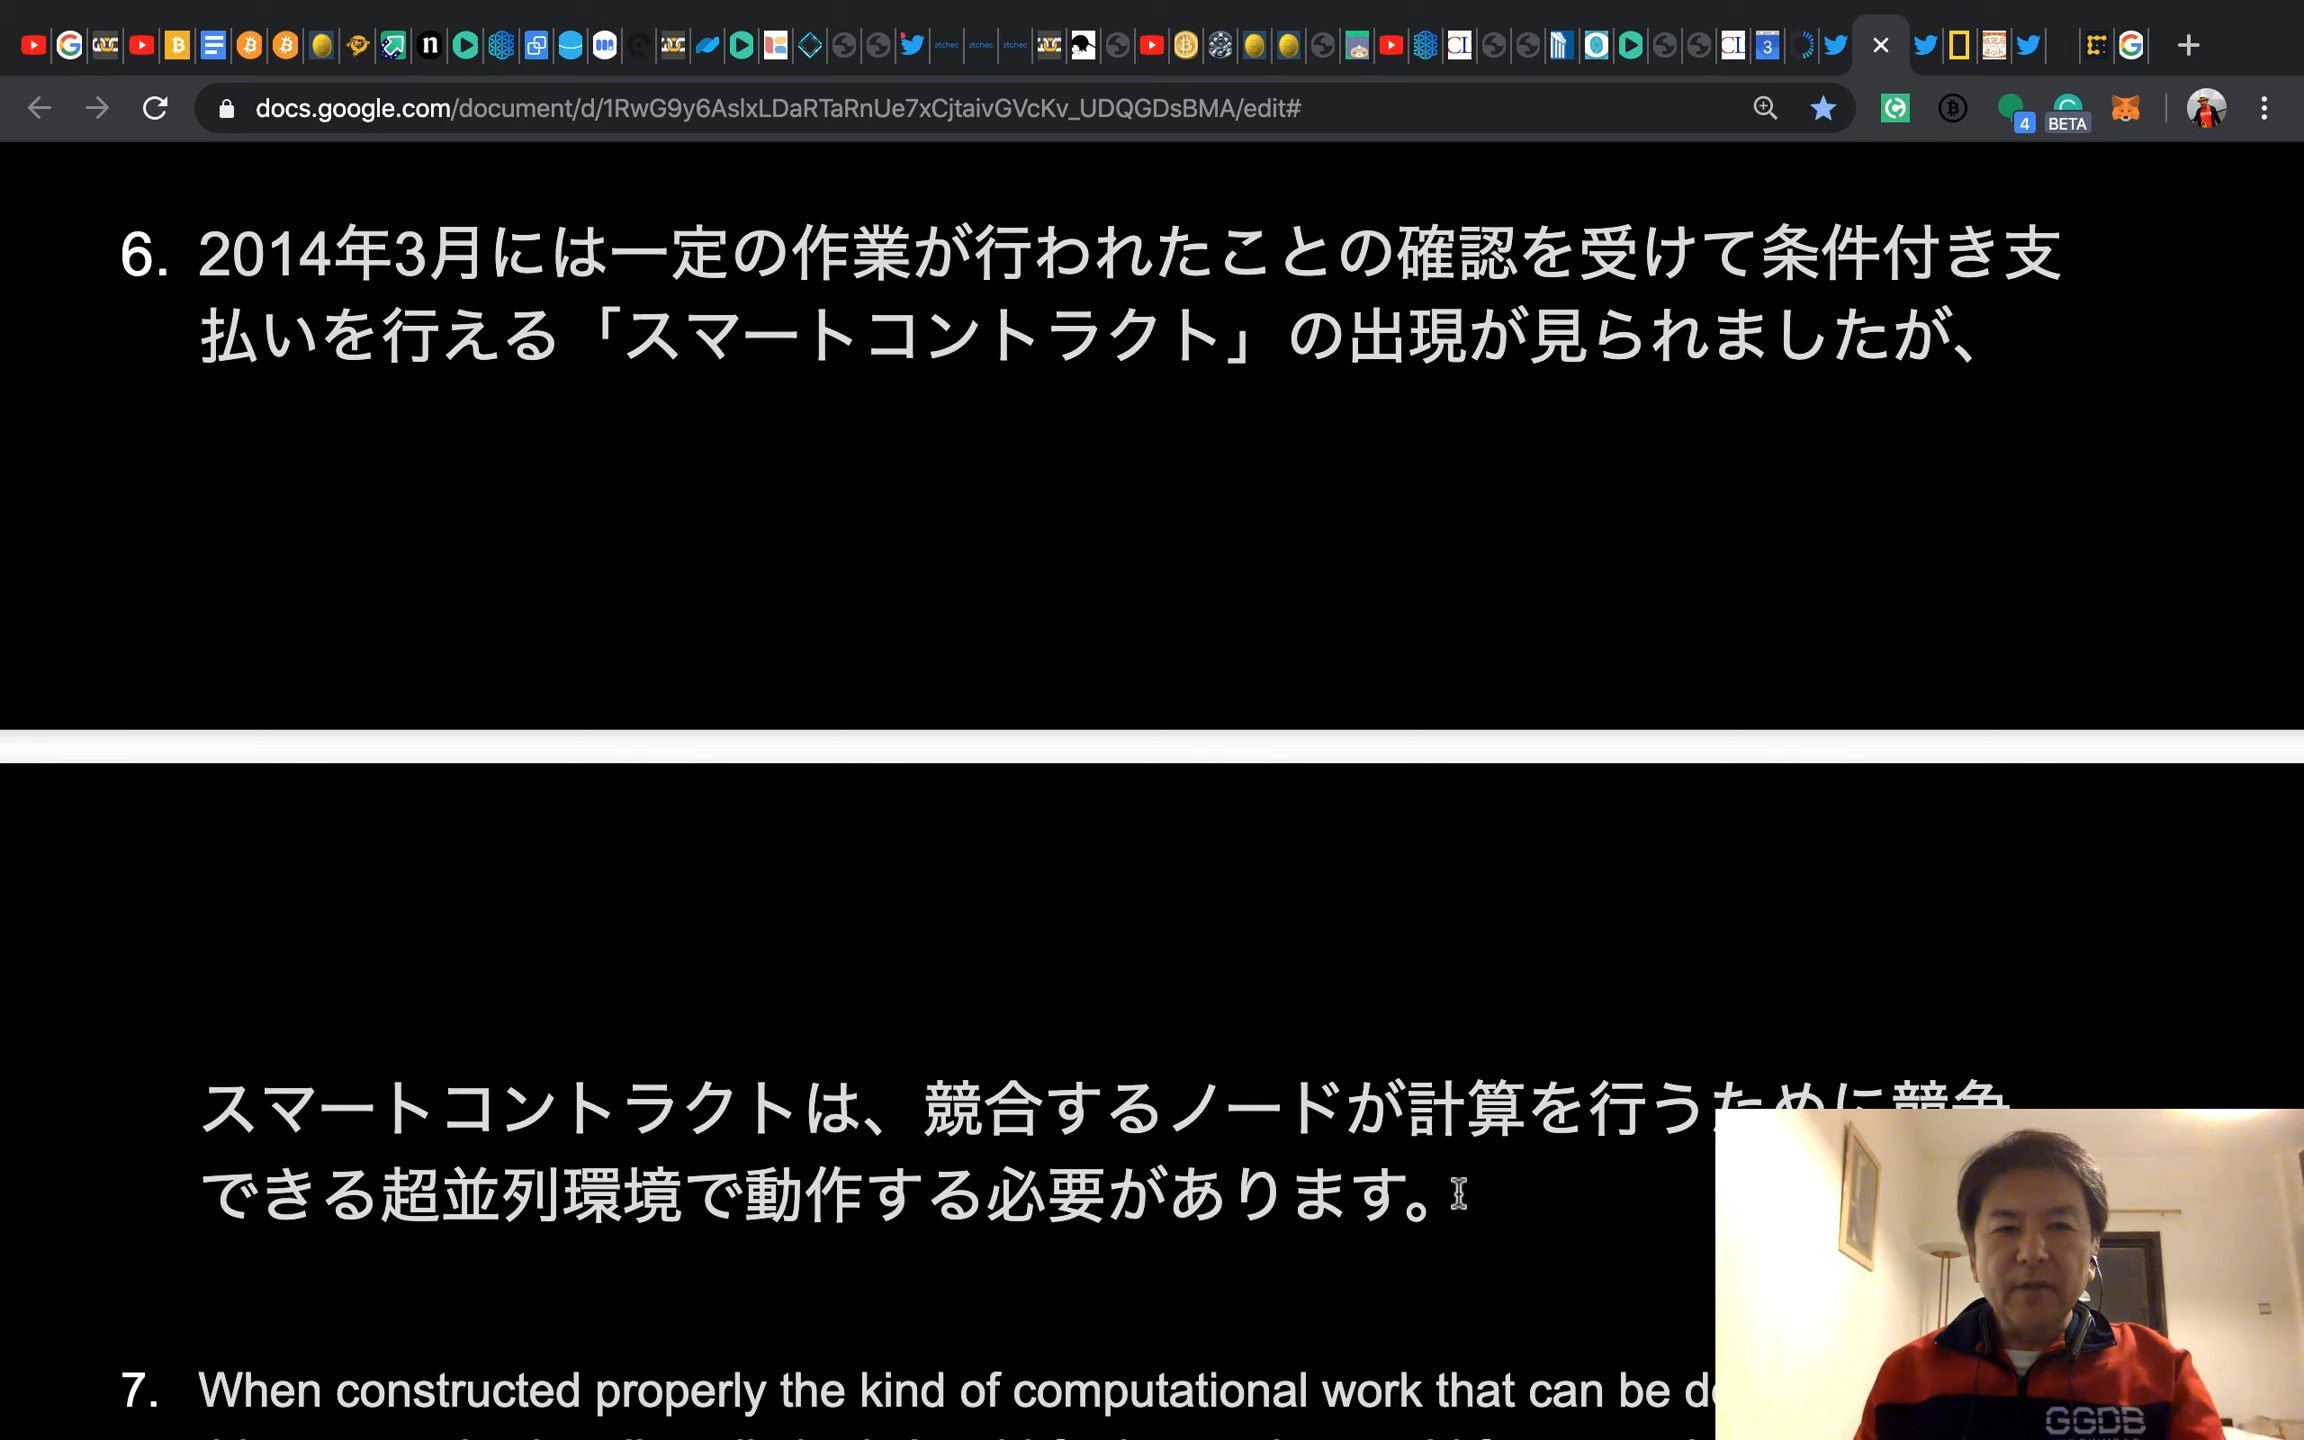 docs.google.com/document/d/1RwG9y6AslxLDaRTaRnUe7xCjtaivGVcKv_UDQGDsBMA/edit#
4
BETA
6. 2014年3月には一定の作業が行われたことの確認を受けて条件付き支
払いを行える「スマートコントラクト」の出現が見られましたが、
スマートコントラクトは、競合するノードが計算を行うために競争
できる超並列環境で動作する必要があります。
7. When constructed properly the kind of computational work that can be
GGDB